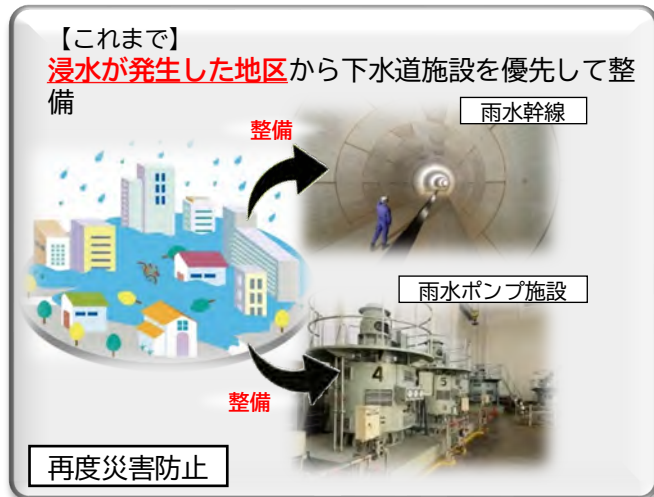 【これまで】
浸水が発生した地区から下水道施設を優先して整
備
雨水幹線
整備
雨水ポンプ施設
4
5
整備
再度災害防止